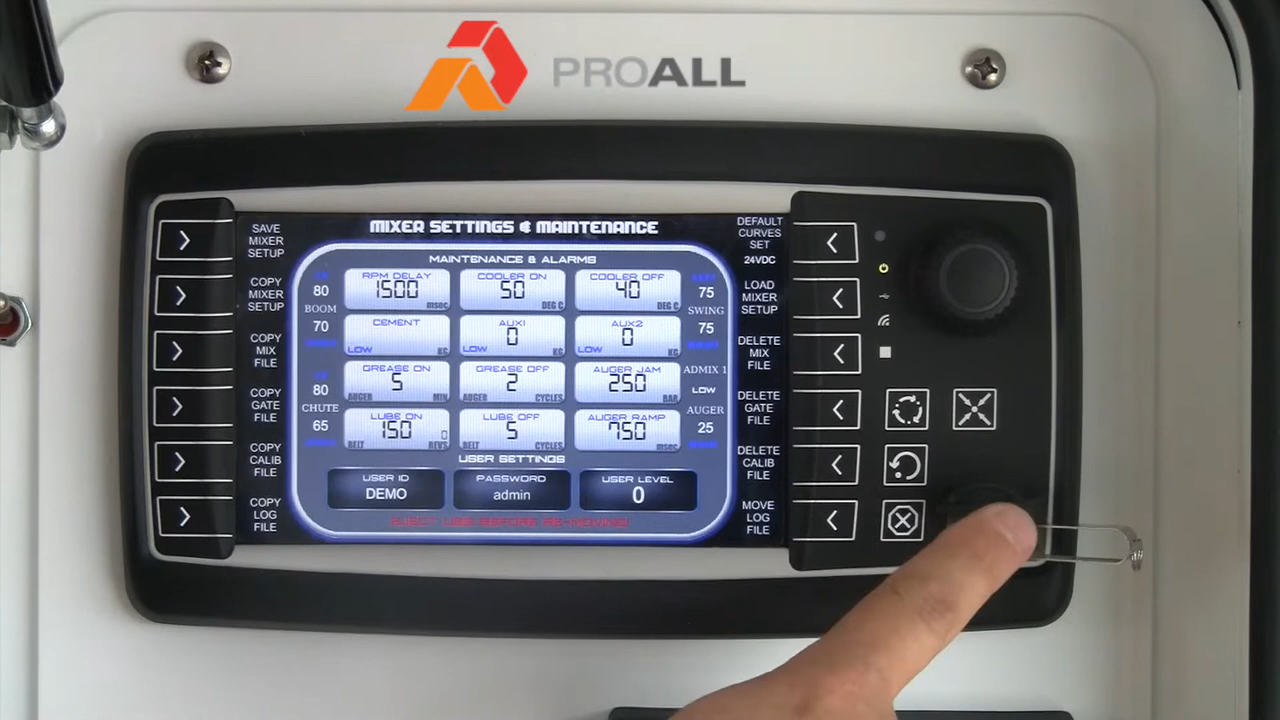 PROALL
MIXER SETTINGS & MAINTENANCE
SAVE
MIXER
SETUP
COPY
MIXER
SETUP
COPY
MIX
FILE
COPY
GATE
FILE
COPY
CALIB
FILE
COPY
LOG
FILE
80
BOOM
70
80
CHUTE
65
MAINTENANCE & ALARMS
RPM DELAY
1500
msec
COOLER ON
50
DEG C
COOLER OFF
40
DEG C
CEMENT
LOW KG
AUX1
0
LOW KG
AUX2
0
LOW KG
GREASE ON
5
AUGER MIN
GREASE OFF
2
AUGER CYCLES
AUGER JAM
250
BAR
LUBE ON
150 0
BELT REVS
LUBE OFF
5
BELT CYCLES
AUGER RAMP
750
msec
USER SETTINGS
USER ID
DEMO
PASSWORD
admin
USER LEVEL
0
EJECT USB BEFORE REMOVING!
75
SWING
75
ADMIX 1
LOW
AUGER
25
DEFAULT
CURVES
SET
24VDC
LOAD
MIXER
SETUP
DELETE
MIX
FILE
DELETE
GATE
FILE
DELETE
CALIB
FILE
MOVE
LOG
FILE